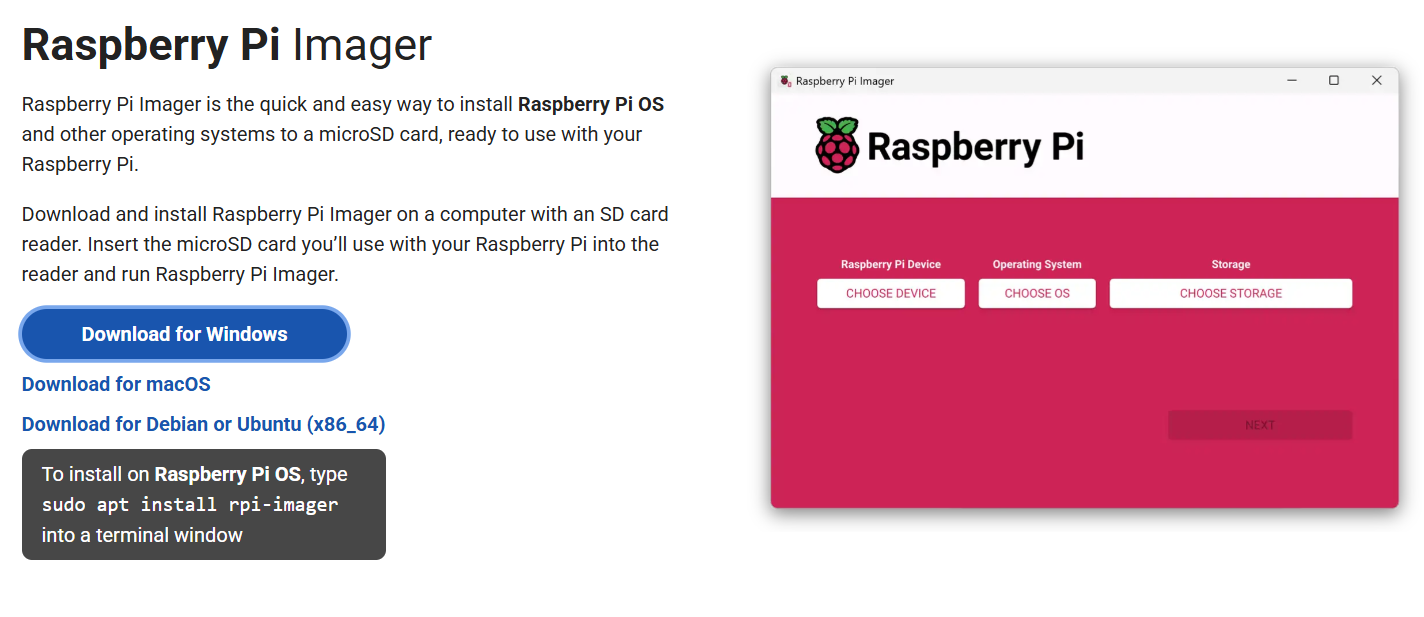 Raspberry Pi Imager
Raspberry Pi Imager is the quick and easy way to install Raspberry Pi OS
and other operating systems to a microSD card, ready to use with your
Raspberry Pi.
Download and install Raspberry Pi Imager on a computer with an SD card
reader. Insert the microSD card you’ll use with your Raspberry Pi into the
reader and run Raspberry Pi Imager.
Download for Windows
Download for macOS
Download for Debian or Ubuntu (x86_64)
To install on Raspberry Pi OS, type
sudo apt install rpi-imager
into a terminal window
Raspberry Pi Imager
Raspberry Pi
Raspberry Pi Device
Operating System
Storage
CHOOSE DEVICE
CHOOSE OS
CHOOSE STORAGE
NEXT